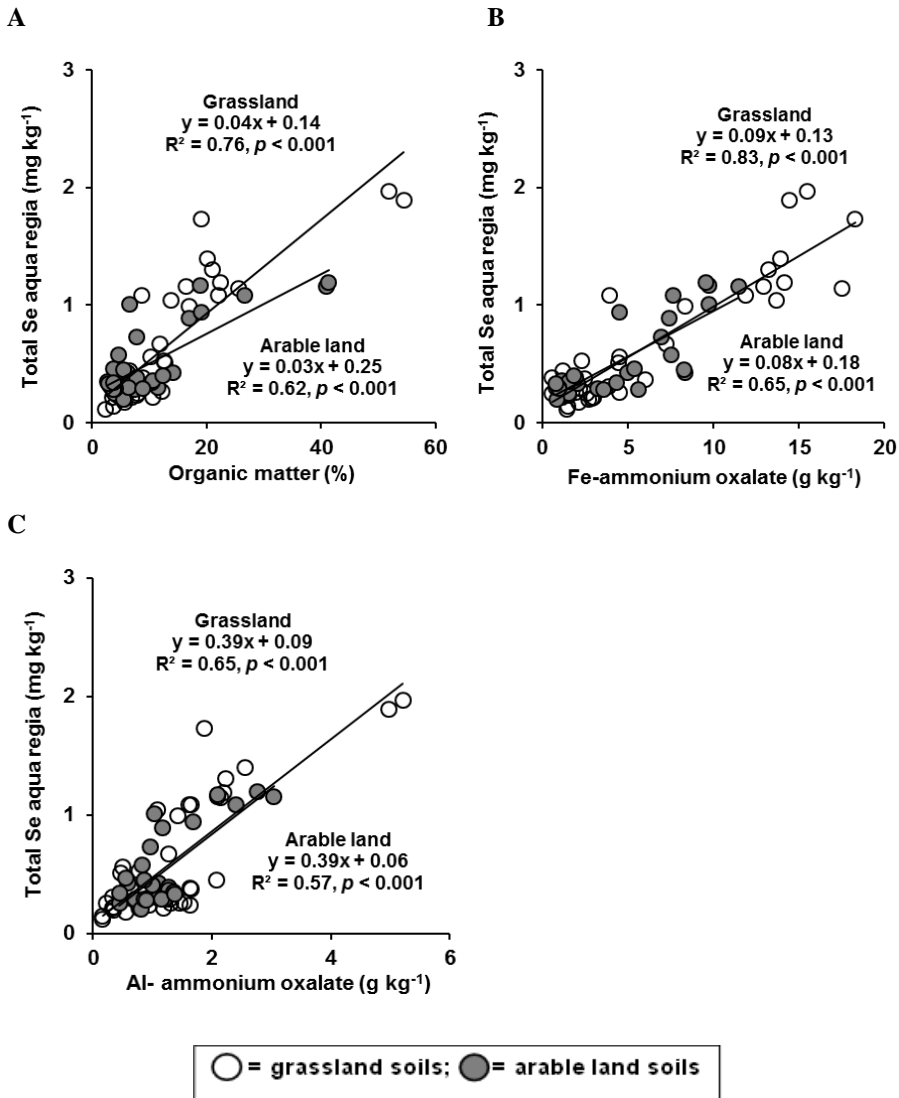 A
Total Se aqua regia (mg kg⁻¹)
3
2
1
0
Grassland
y = 0.04x + 0.14
R² = 0.76, p < 0.001
Arable land
y = 0.03x + 0.25
R² = 0.62, p < 0.001
0 20 40 60
Organic matter (%)
B
Total Se aqua regia (mg kg⁻¹)
3
2
1
0
Grassland
y = 0.09x + 0.13
R² = 0.83, p < 0.001
Arable land
y = 0.08x + 0.18
R² = 0.65, p < 0.001
0 5 10 15 20
Fe-ammonium oxalate (g kg⁻¹)
C
Total Se aqua regia (mg kg⁻¹)
3
2
1
0
Grassland
y = 0.39x + 0.09
R² = 0.65, p < 0.001
Arable land
y = 0.39x + 0.06
R² = 0.57, p < 0.001
0 2 4 6
Al- ammonium oxalate (g kg⁻¹)
= grassland soils; = arable land soils